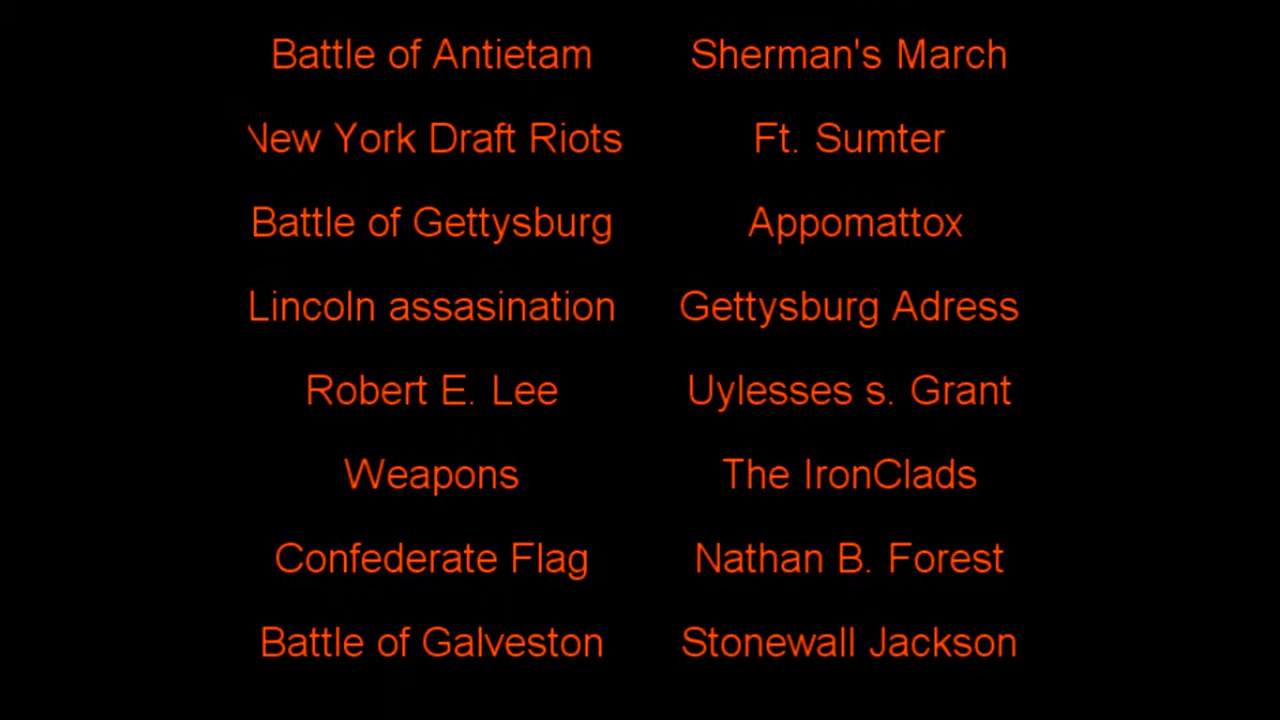 Battle of Antietam
Sherman's March
New York Draft Riots
Ft. Sumter
Battle of Gettysburg
Appomattox
Lincoln assasination
Gettysburg Adress
Robert E. Lee
Uylesses s. Grant
Weapons
The IronClads
Confederate Flag
Nathan B. Forest
Battle of Galveston
Stonewall Jackson